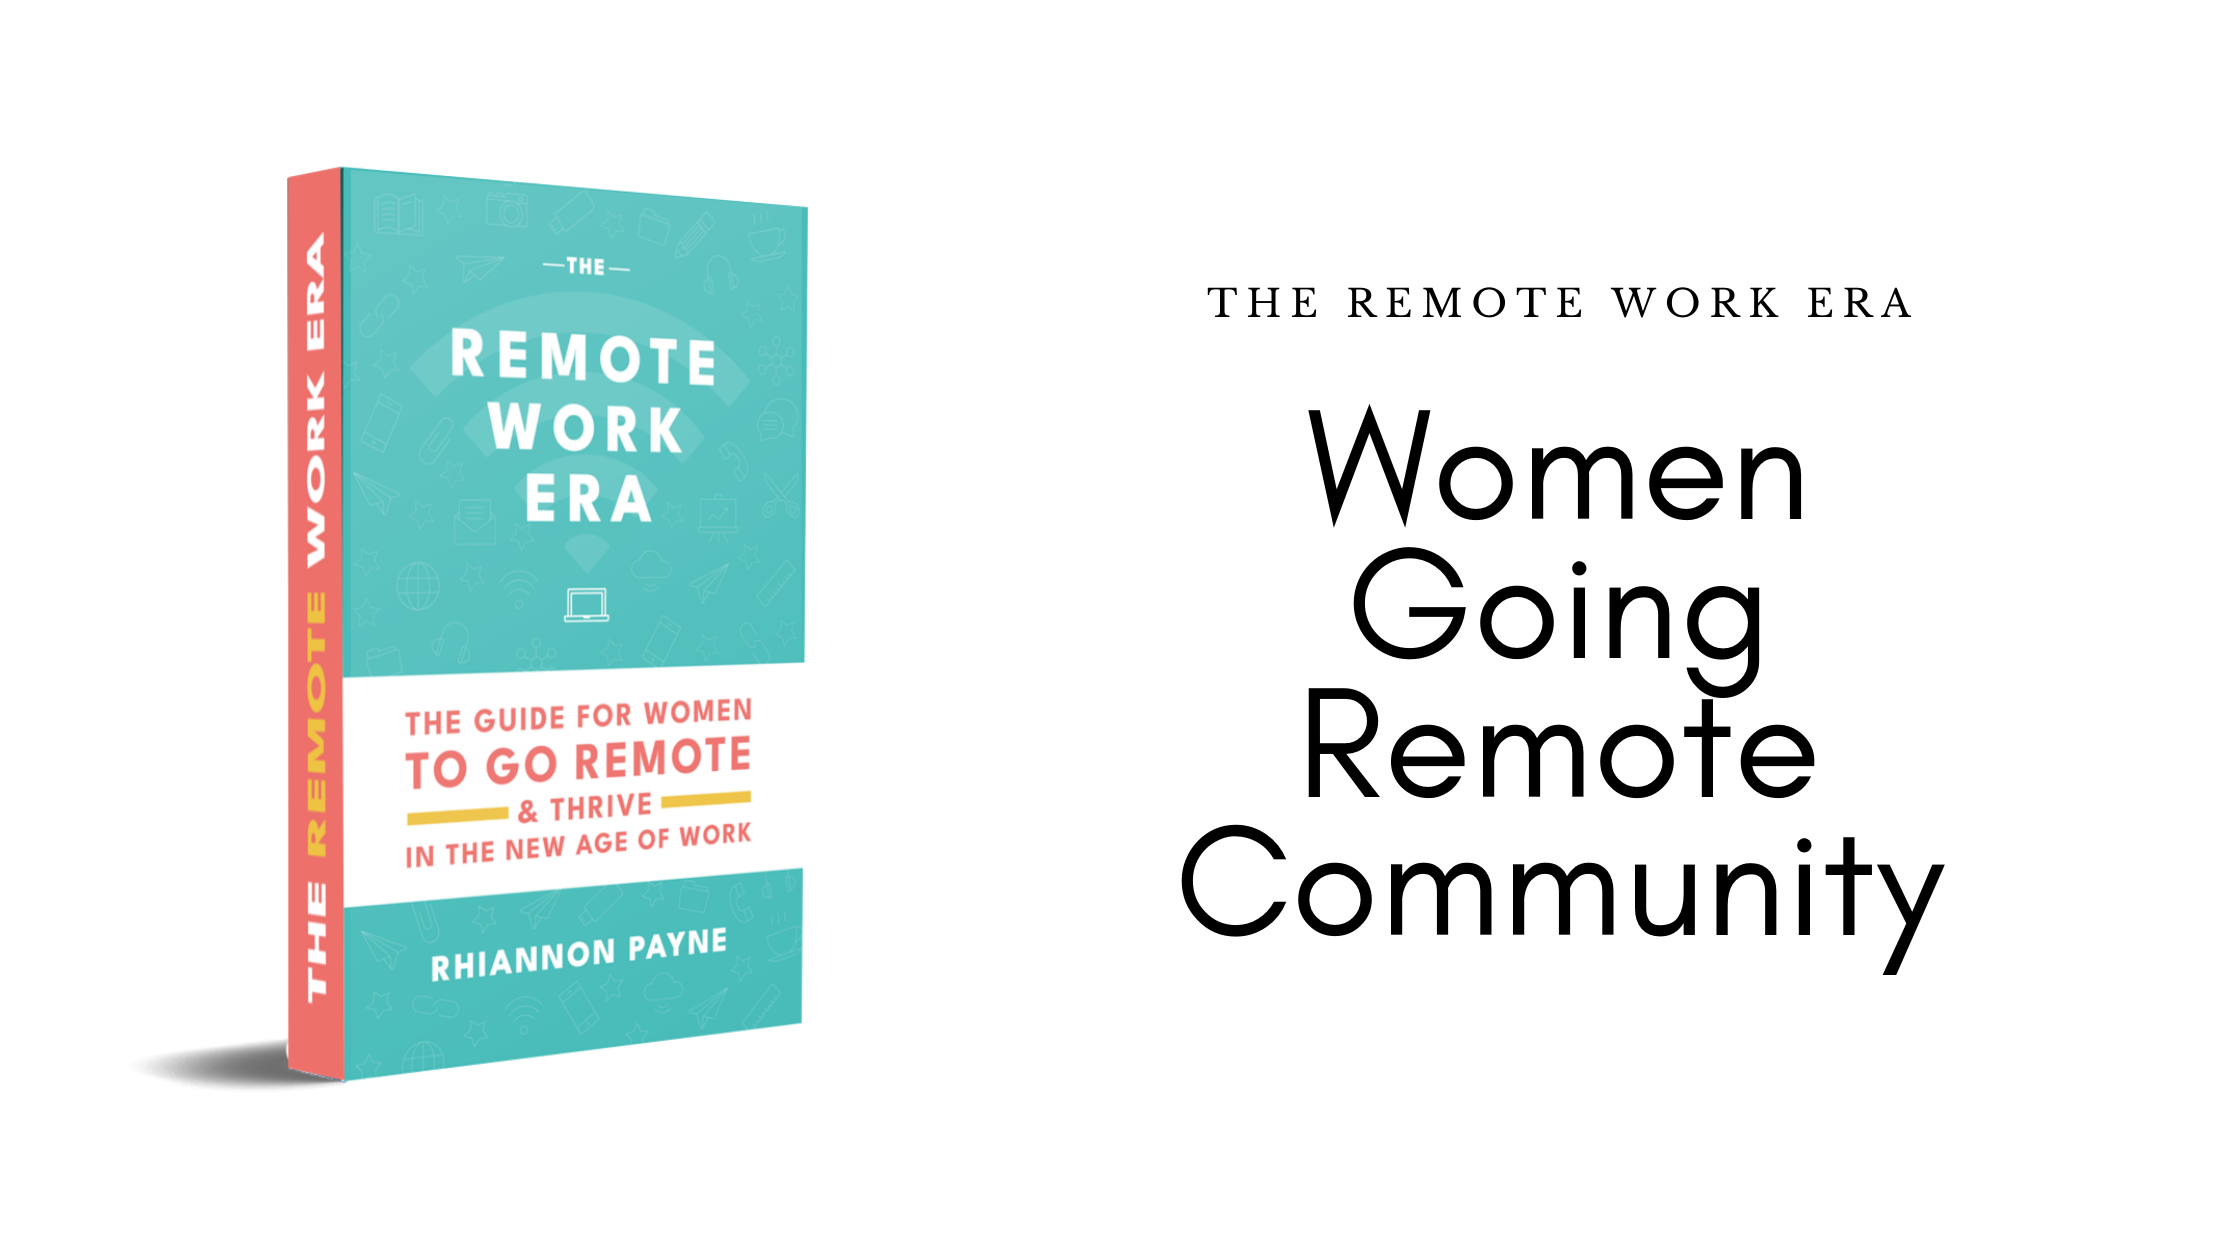 THE REMOTE WORK ERA
THE
REMOTE
WORK
ERA
THE GUIDE FOR WOMEN
TO GO REMOTE
& THRIVE
IN THE NEW AGE OF WORK
RHIANNON PAYNE
THE REMOTE WORK ERA
Women
Going
Remote
Community